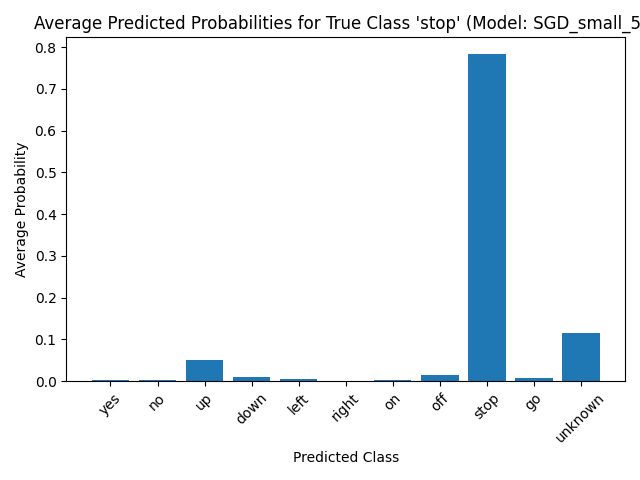 Average Predicted Probabilities for True Class 'stop' (Model: SGD_small_5
0.8
0.7
0.6
0.5
0.4
0.3
0.2
0.1
0.0
Average Probability
yes
no
up
down
left
right
on
off
stop
go
unknown
Predicted Class